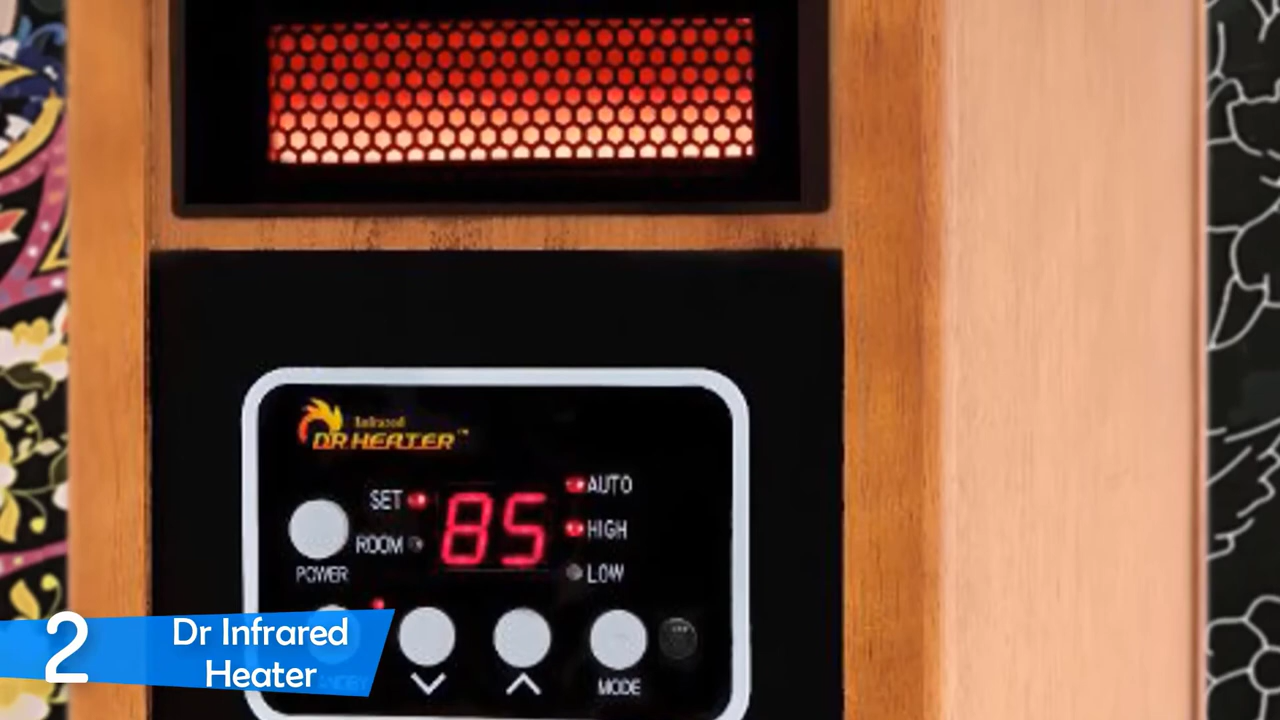 Infrared
DR. HEATER™
SET
85
AUTO
HIGH
ROOM
LOW
POWER
MODE
2
Dr Infrared
Heater